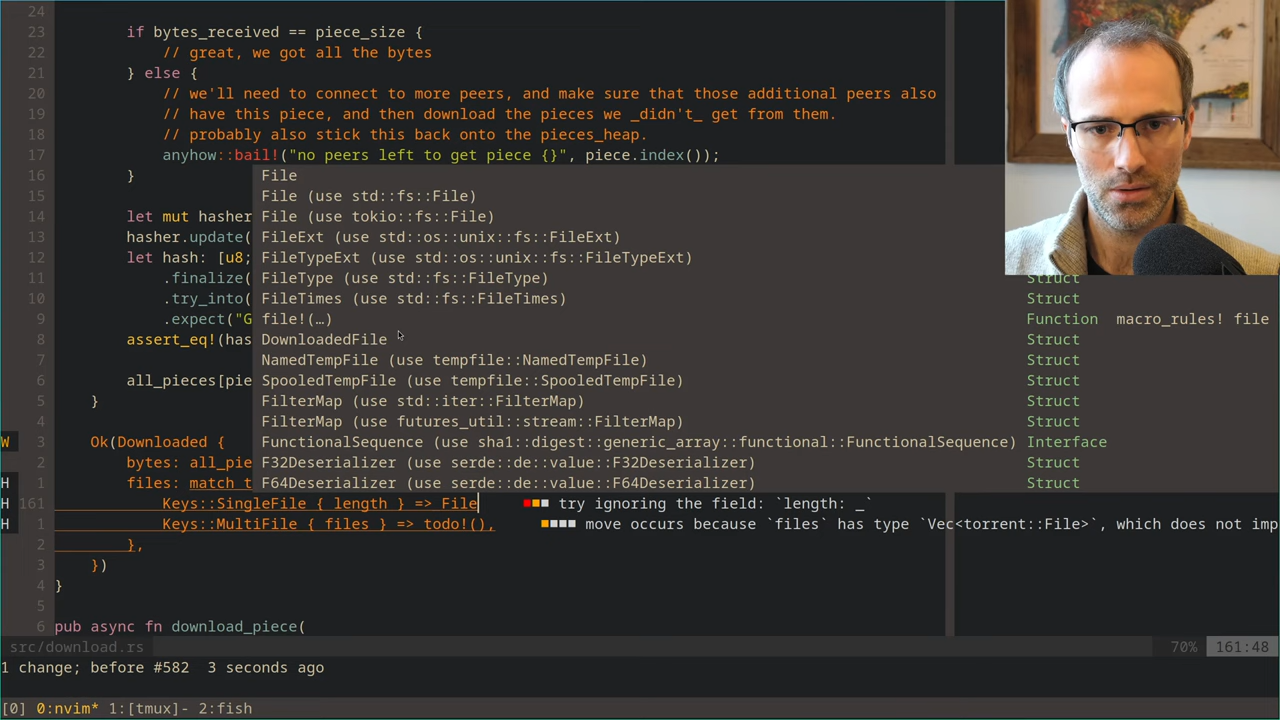 24
23 if bytes_received == piece_size {
22 // great, we got all the bytes
21 } else {
20 // we'll need to connect to more peers, and make sure that those additional peers also
19 // have this piece, and then download the pieces we _didn't_ get from them.
18 // probably also stick this back onto the pieces_heap.
17 anyhow::bail!("no peers left to get piece {}", piece.index());
16 } File
15 File (use std::fs::File)
14 let mut hasher File (use tokio::fs::File)
13 hasher.update( FileExt (use std::os::unix::fs::FileExt)
12 let hash: [u8; FileTypeExt (use std::os::unix::fs::FileTypeExt)
11 .finalize( FileType (use std::fs::FileType) Struct
10 .try_into( FileTimes (use std::fs::FileTimes) Struct
9 .expect("G file!(…) Function macro_rules! file
8 assert_eq!(has DownloadedFile Struct
7 NamedTempFile (use tempfile::NamedTempFile) Struct
6 all_pieces[pie SpooledTempFile (use tempfile::SpooledTempFile) Struct
5 } FilterMap (use std::iter::FilterMap) Struct
4 FilterMap (use futures_util::stream::FilterMap) Struct
W 3 Ok(Downloaded { FunctionalSequence (use sha1::digest::generic_array::functional::FunctionalSequence) Interface
2 bytes: all_pie F32Deserializer (use serde::de::value::F32Deserializer) Struct
H 1 files: match t F64Deserializer (use serde::de::value::F64Deserializer) Struct
H 161 Keys::SingleFile { length } => File try ignoring the field: `length: _`
H 1 Keys::MultiFile { files } => todo!(), move occurs because `files` has type `Vec<torrent::File>`, which does not imp
2 },
3 })
4 }
5
6 pub async fn download_piece(
src/download.rs 70% 161:48
1 change; before #582 3 seconds ago
[0] 0:nvim* 1:[tmux]- 2:fish